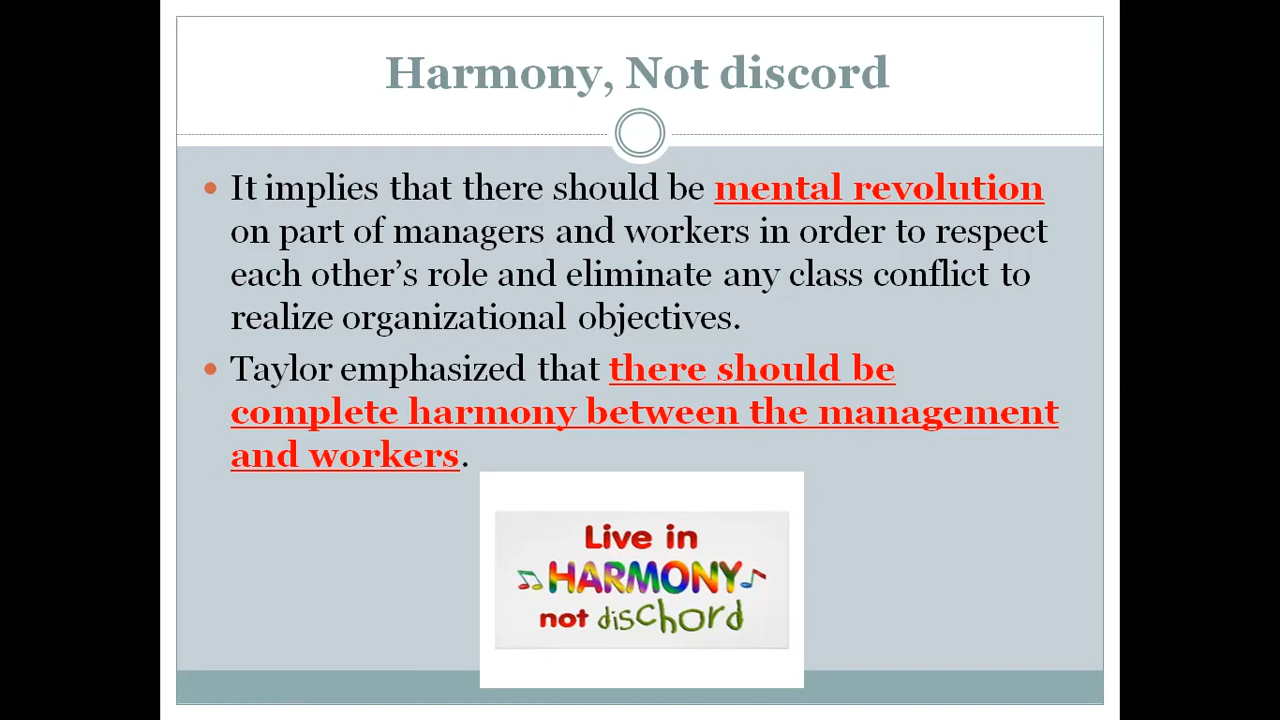 Harmony, Not discord
It implies that there should be mental revolution
on part of managers and workers in order to respect
each other’s role and eliminate any class conflict to
realize organizational objectives.
Taylor emphasized that there should be
complete harmony between the management
and workers.
Live in
HARMONY
not dischord